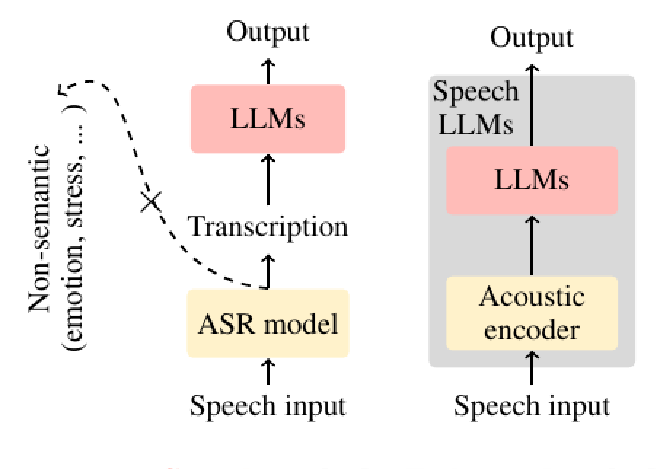 Output
LLMs
Transcription
ASR model
Speech input
Non-semantic
(emotion, stress, ... )
Output
Speech
LLMs
LLMs
Acoustic
encoder
Speech input